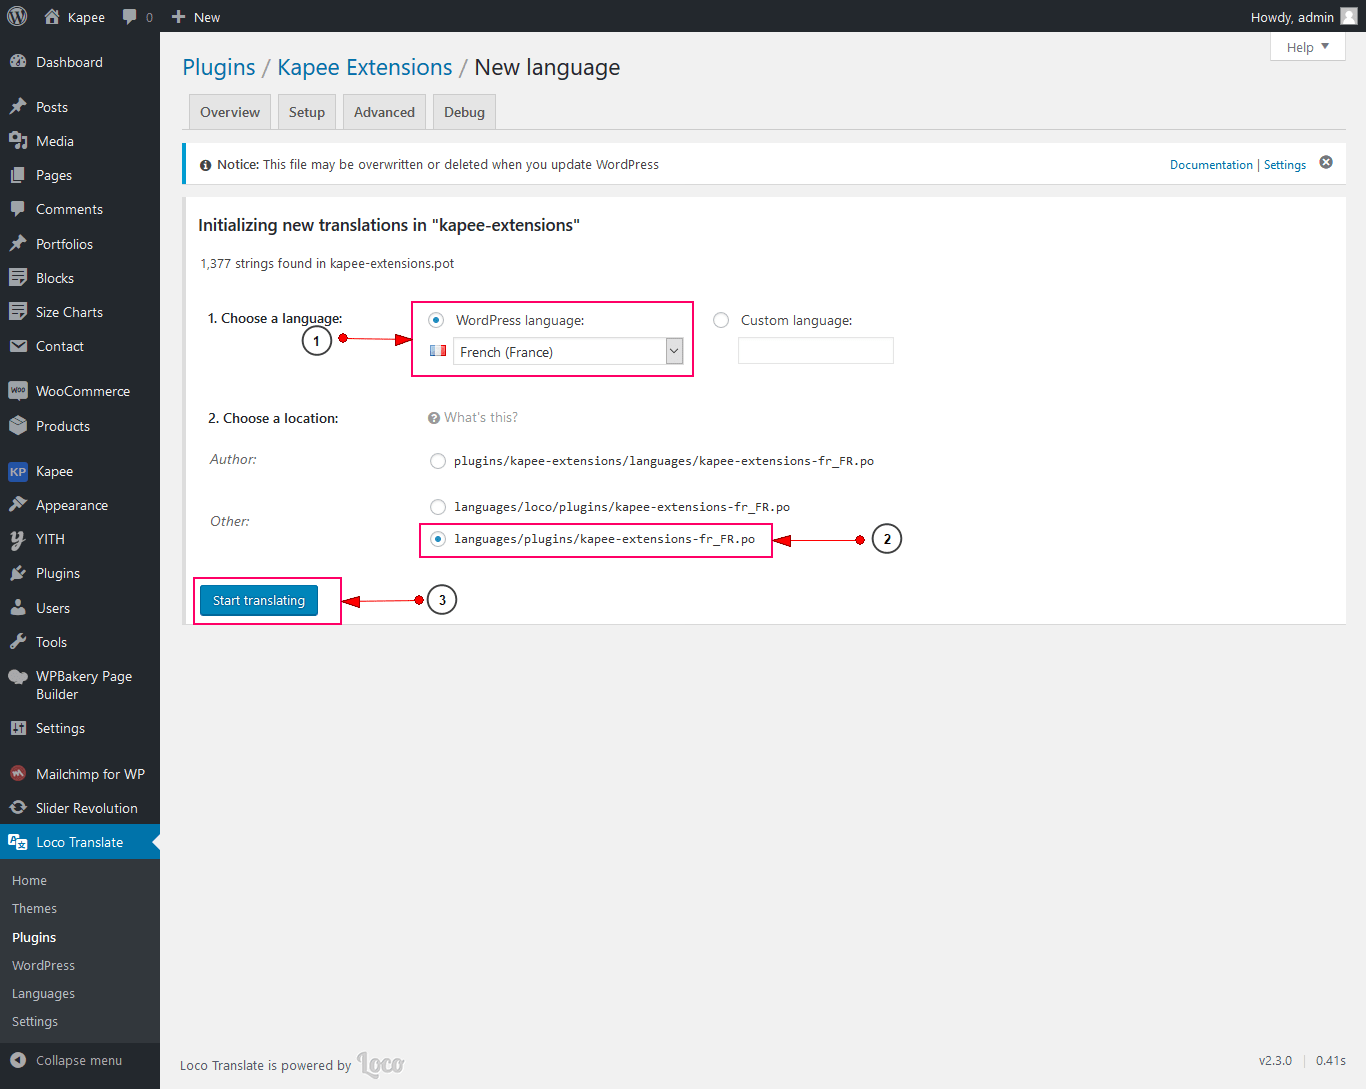 Kapee
0
New
Howdy, admin
Dashboard
Posts
Media
Pages
Comments
Portfolios
Blocks
Size Charts
Contact
WooCommerce
Products
KP Kapee
Appearance
YITH
Plugins
Users
Tools
WPBakery Page
Builder
Settings
Mailchimp for WP
Slider Revolution
Loco Translate
Home
Themes
Plugins
WordPress
Languages
Settings
Collapse menu
Help
Plugins / Kapee Extensions / New language
Overview
Setup
Advanced
Debug
Notice: This file may be overwritten or deleted when you update WordPress
Documentation | Settings
Initializing new translations in "kapee-extensions"
1,377 strings found in kapee-extensions.pot
1. Choose a language:
1
WordPress language:
French (France)
Custom language:
2. Choose a location:
What's this?
Author:
plugins/kapee-extensions/languages/kapee-extensions-fr_FR.po
Other:
languages/loco/plugins/kapee-extensions-fr_FR.po
languages/plugins/kapee-extensions-fr_FR.po
2
Start translating
3
Loco Translate is powered by Loco
v2.3.0 | 0.41s